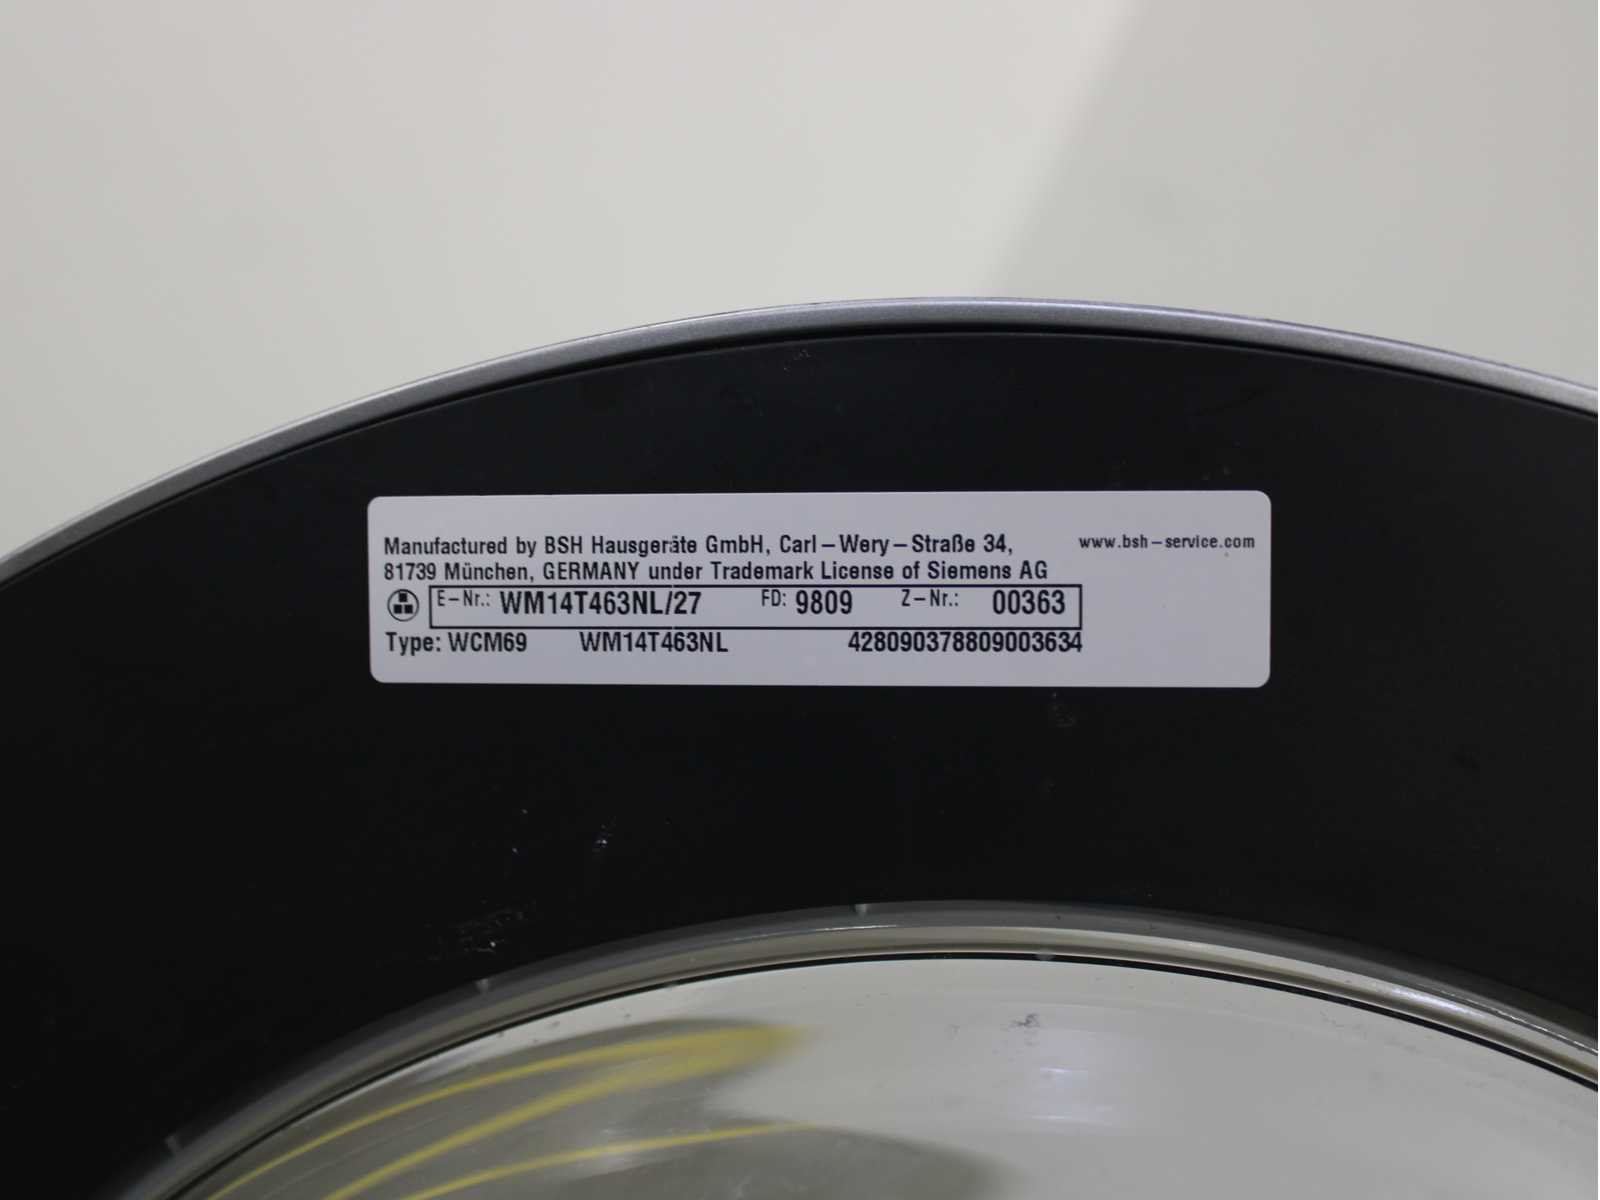 Manufactured by BSH Hausgeräte GmbH, Carl-Wery-Straße 34, www.bsh-service.com
81739 München, GERMANY under Trademark License of Siemens AG
E-Nr.: WM14T463NL/27 FD: 9809 Z-Nr.: 00363
Type: WCM69 WM14T463NL 428090378809003634